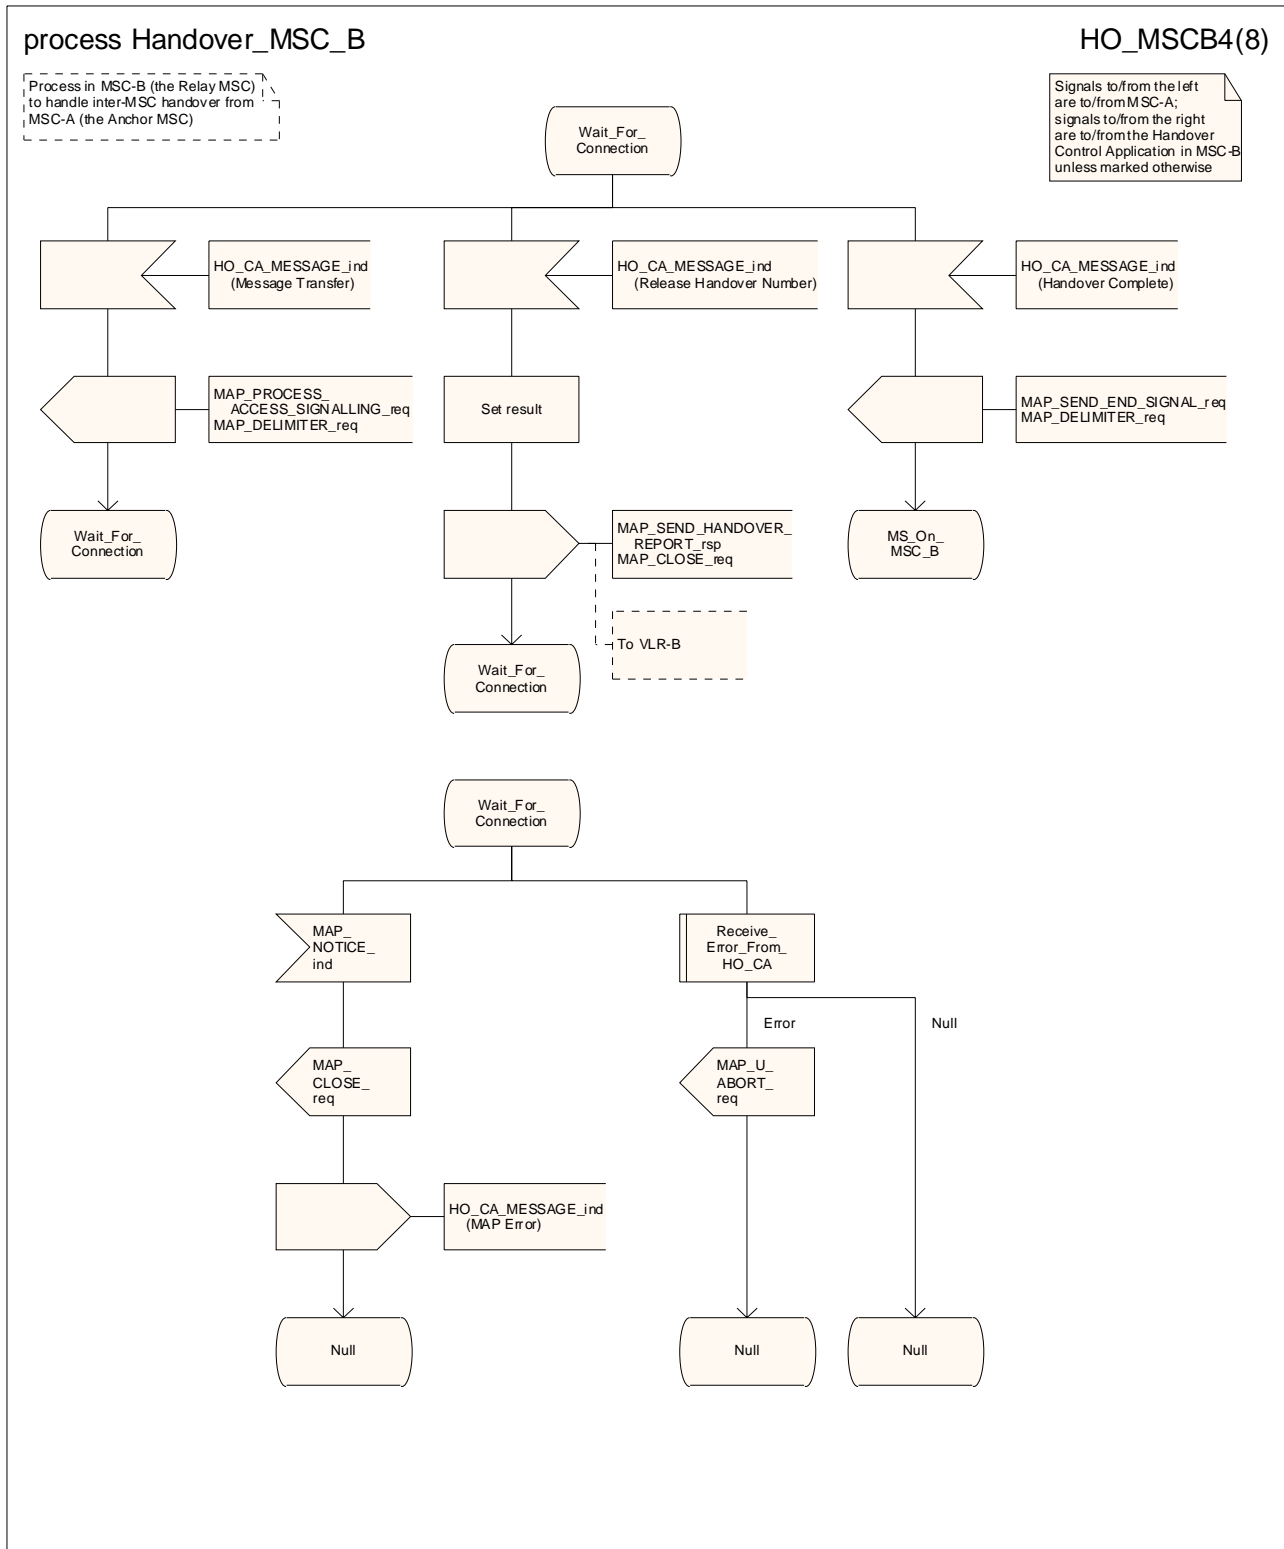 process Handover_MSC_B
HO_MSCB4(8)
Process in MSC-B (the Relay MSC)
to handle inter-MSC handover from
MSC-A (the Anchor MSC)
Signals to/from the left
are to/from MSC-A;
signals to/from the right
are to/from the Handover
Control Application in MSC-B
unless marked otherwise
Wait_For_
Connection
HO_CA_MESSAGE_ind
(Message Transfer)
HO_CA_MESSAGE_ind
(Release Handover Number)
HO_CA_MESSAGE_ind
(Handover Complete)
MAP_PROCESS_
ACCESS_SIGNALLING_req
MAP_DELIMITER_req
Set result
MAP_SEND_END_SIGNAL_req
MAP_DELIMITER_req
Wait_For_
Connection
MAP_SEND_HANDOVER_
REPORT_rsp
MAP_CLOSE_req
MS_On_
MSC_B
To VLR-B
Wait_For_
Connection
Wait_For_
Connection
MAP_
NOTICE_
ind
Receive_
Error_From_
HO_CA
Error
Null
MAP_
CLOSE_
req
MAP_U_
ABORT_
req
HO_CA_MESSAGE_ind
(MAP Error)
Null
Null
Null